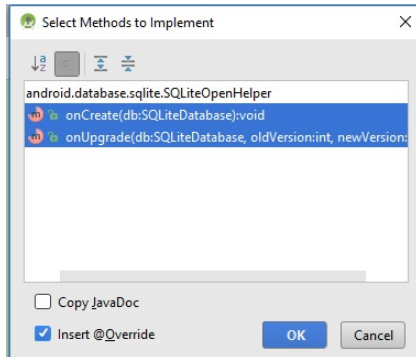 Select Methods to Implement
android.database.sqlite.SQLiteOpenHelper
onCreate(db:SQLiteDatabase):void
onUpgrade(db:SQLiteDatabase, oldVersion:int, newVersion:
Copy JavaDoc
Insert @Override
OK Cancel